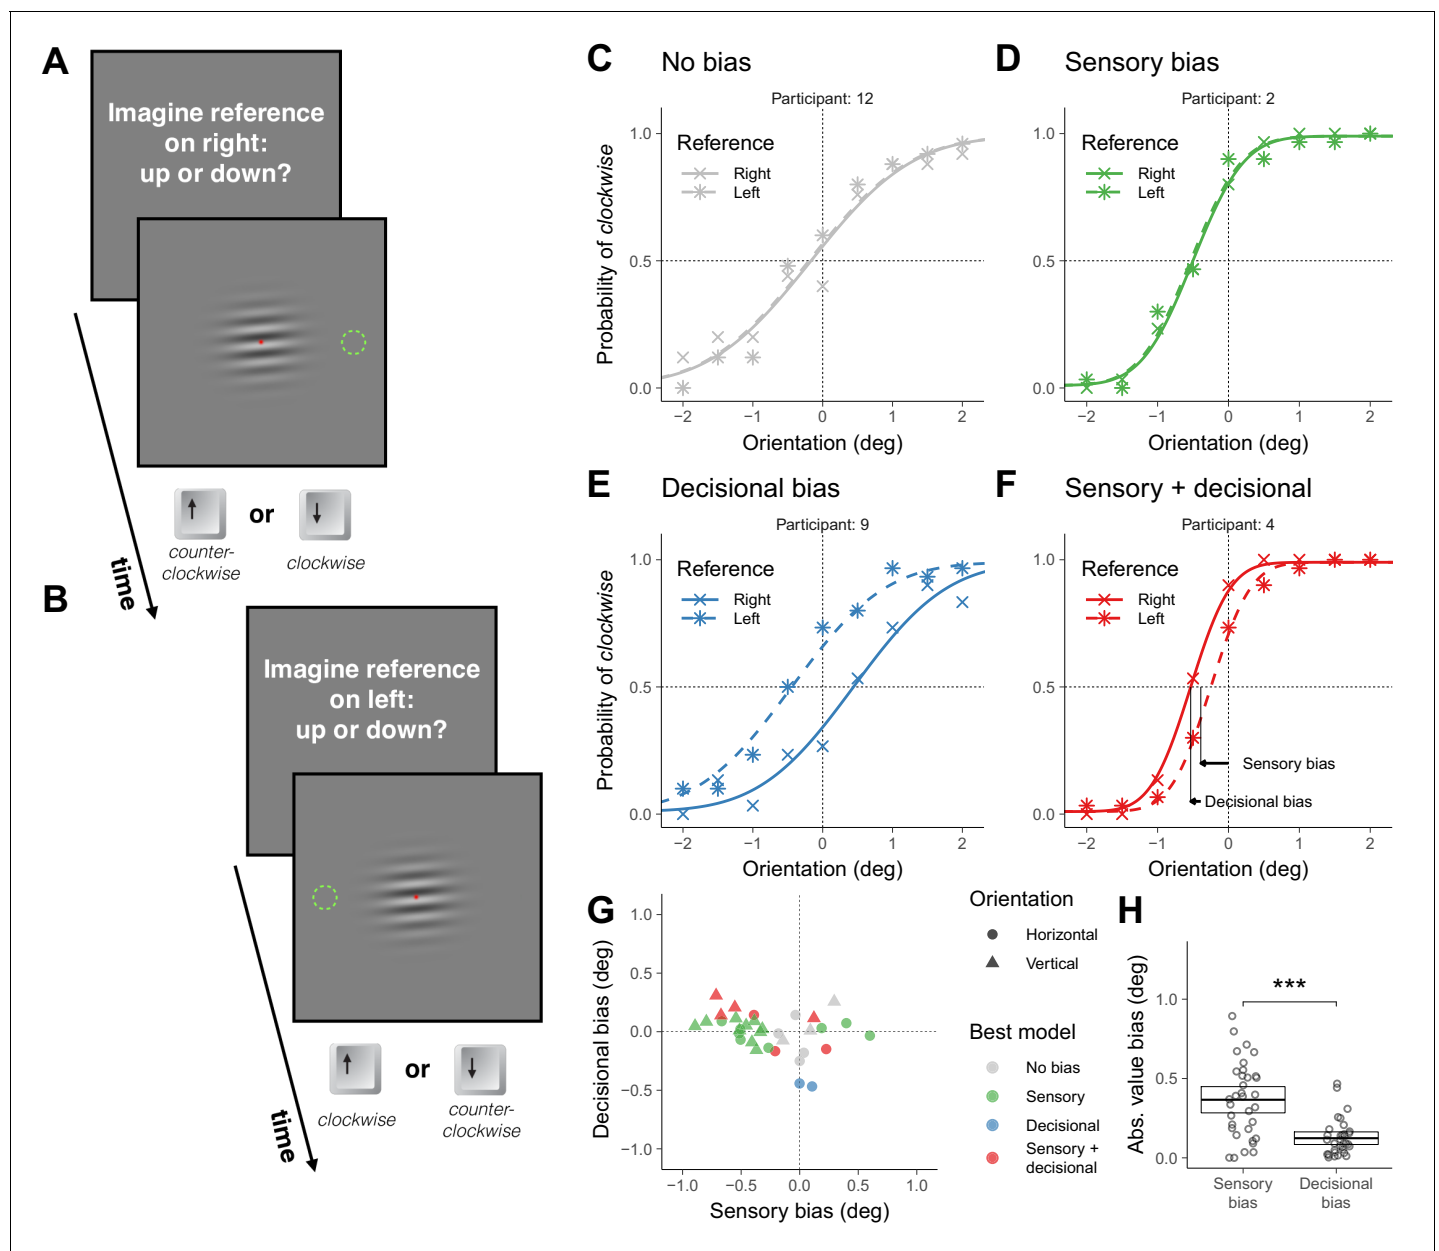 A
Imagine reference
on right:
up or down?
or
counter-
clockwise
clockwise
time
B
Imagine reference
on left:
up or down?
or
clockwise
counter-
clockwise
time
C
No bias
Participant: 12
Reference
Right
Left
Probability of clockwise
1.0
0.5
0.0
−2
−1
0
1
2
Orientation (deg)
D
Sensory bias
Participant: 2
Reference
Right
Left
1.0
0.5
0.0
−2
−1
0
1
2
Orientation (deg)
E
Decisional bias
Participant: 9
Reference
Right
Left
Probability of clockwise
1.0
0.5
0.0
−2
−1
0
1
2
Orientation (deg)
F
Sensory + decisional
Participant: 4
Reference
Right
Left
Sensory bias
Decisional bias
1.0
0.5
0.0
−2
−1
0
1
2
Orientation (deg)
G
Decisional bias (deg)
1.0
0.5
0.0
−0.5
−1.0
−1.0
−0.5
0.0
0.5
1.0
Sensory bias (deg)
Orientation
Horizontal
Vertical
Best model
No bias
Sensory
Decisional
Sensory +
decisional
H
Abs. value bias (deg)
***
1.0
0.5
0.0
Sensory
bias
Decisional
bias